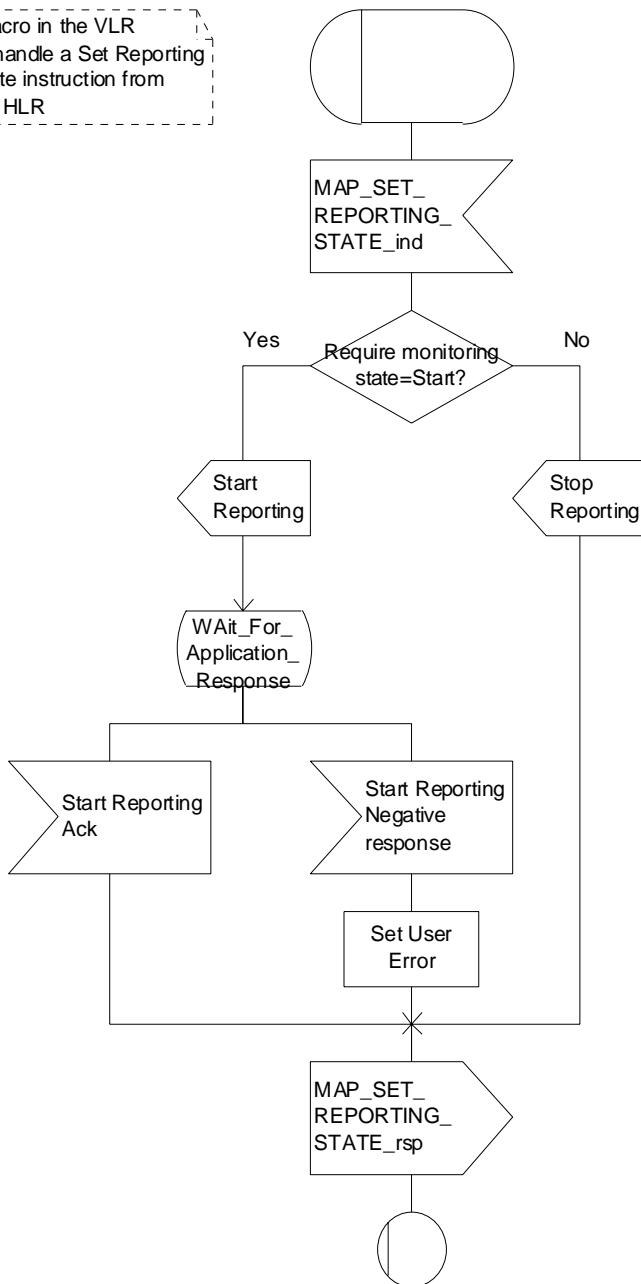 acro in the VLR
handle a Set Reporting
te instruction from
HLR
MAP_SET_
REPORTING_
STATE_ind
Yes
Require monitoring
state=Start?
No
Start
Reporting
Stop
Reporting
WAit_For_
Application_
Response
Start Reporting
Ack
Start Reporting
Negative
response
Set User
Error
MAP_SET_
REPORTING_
STATE_rsp